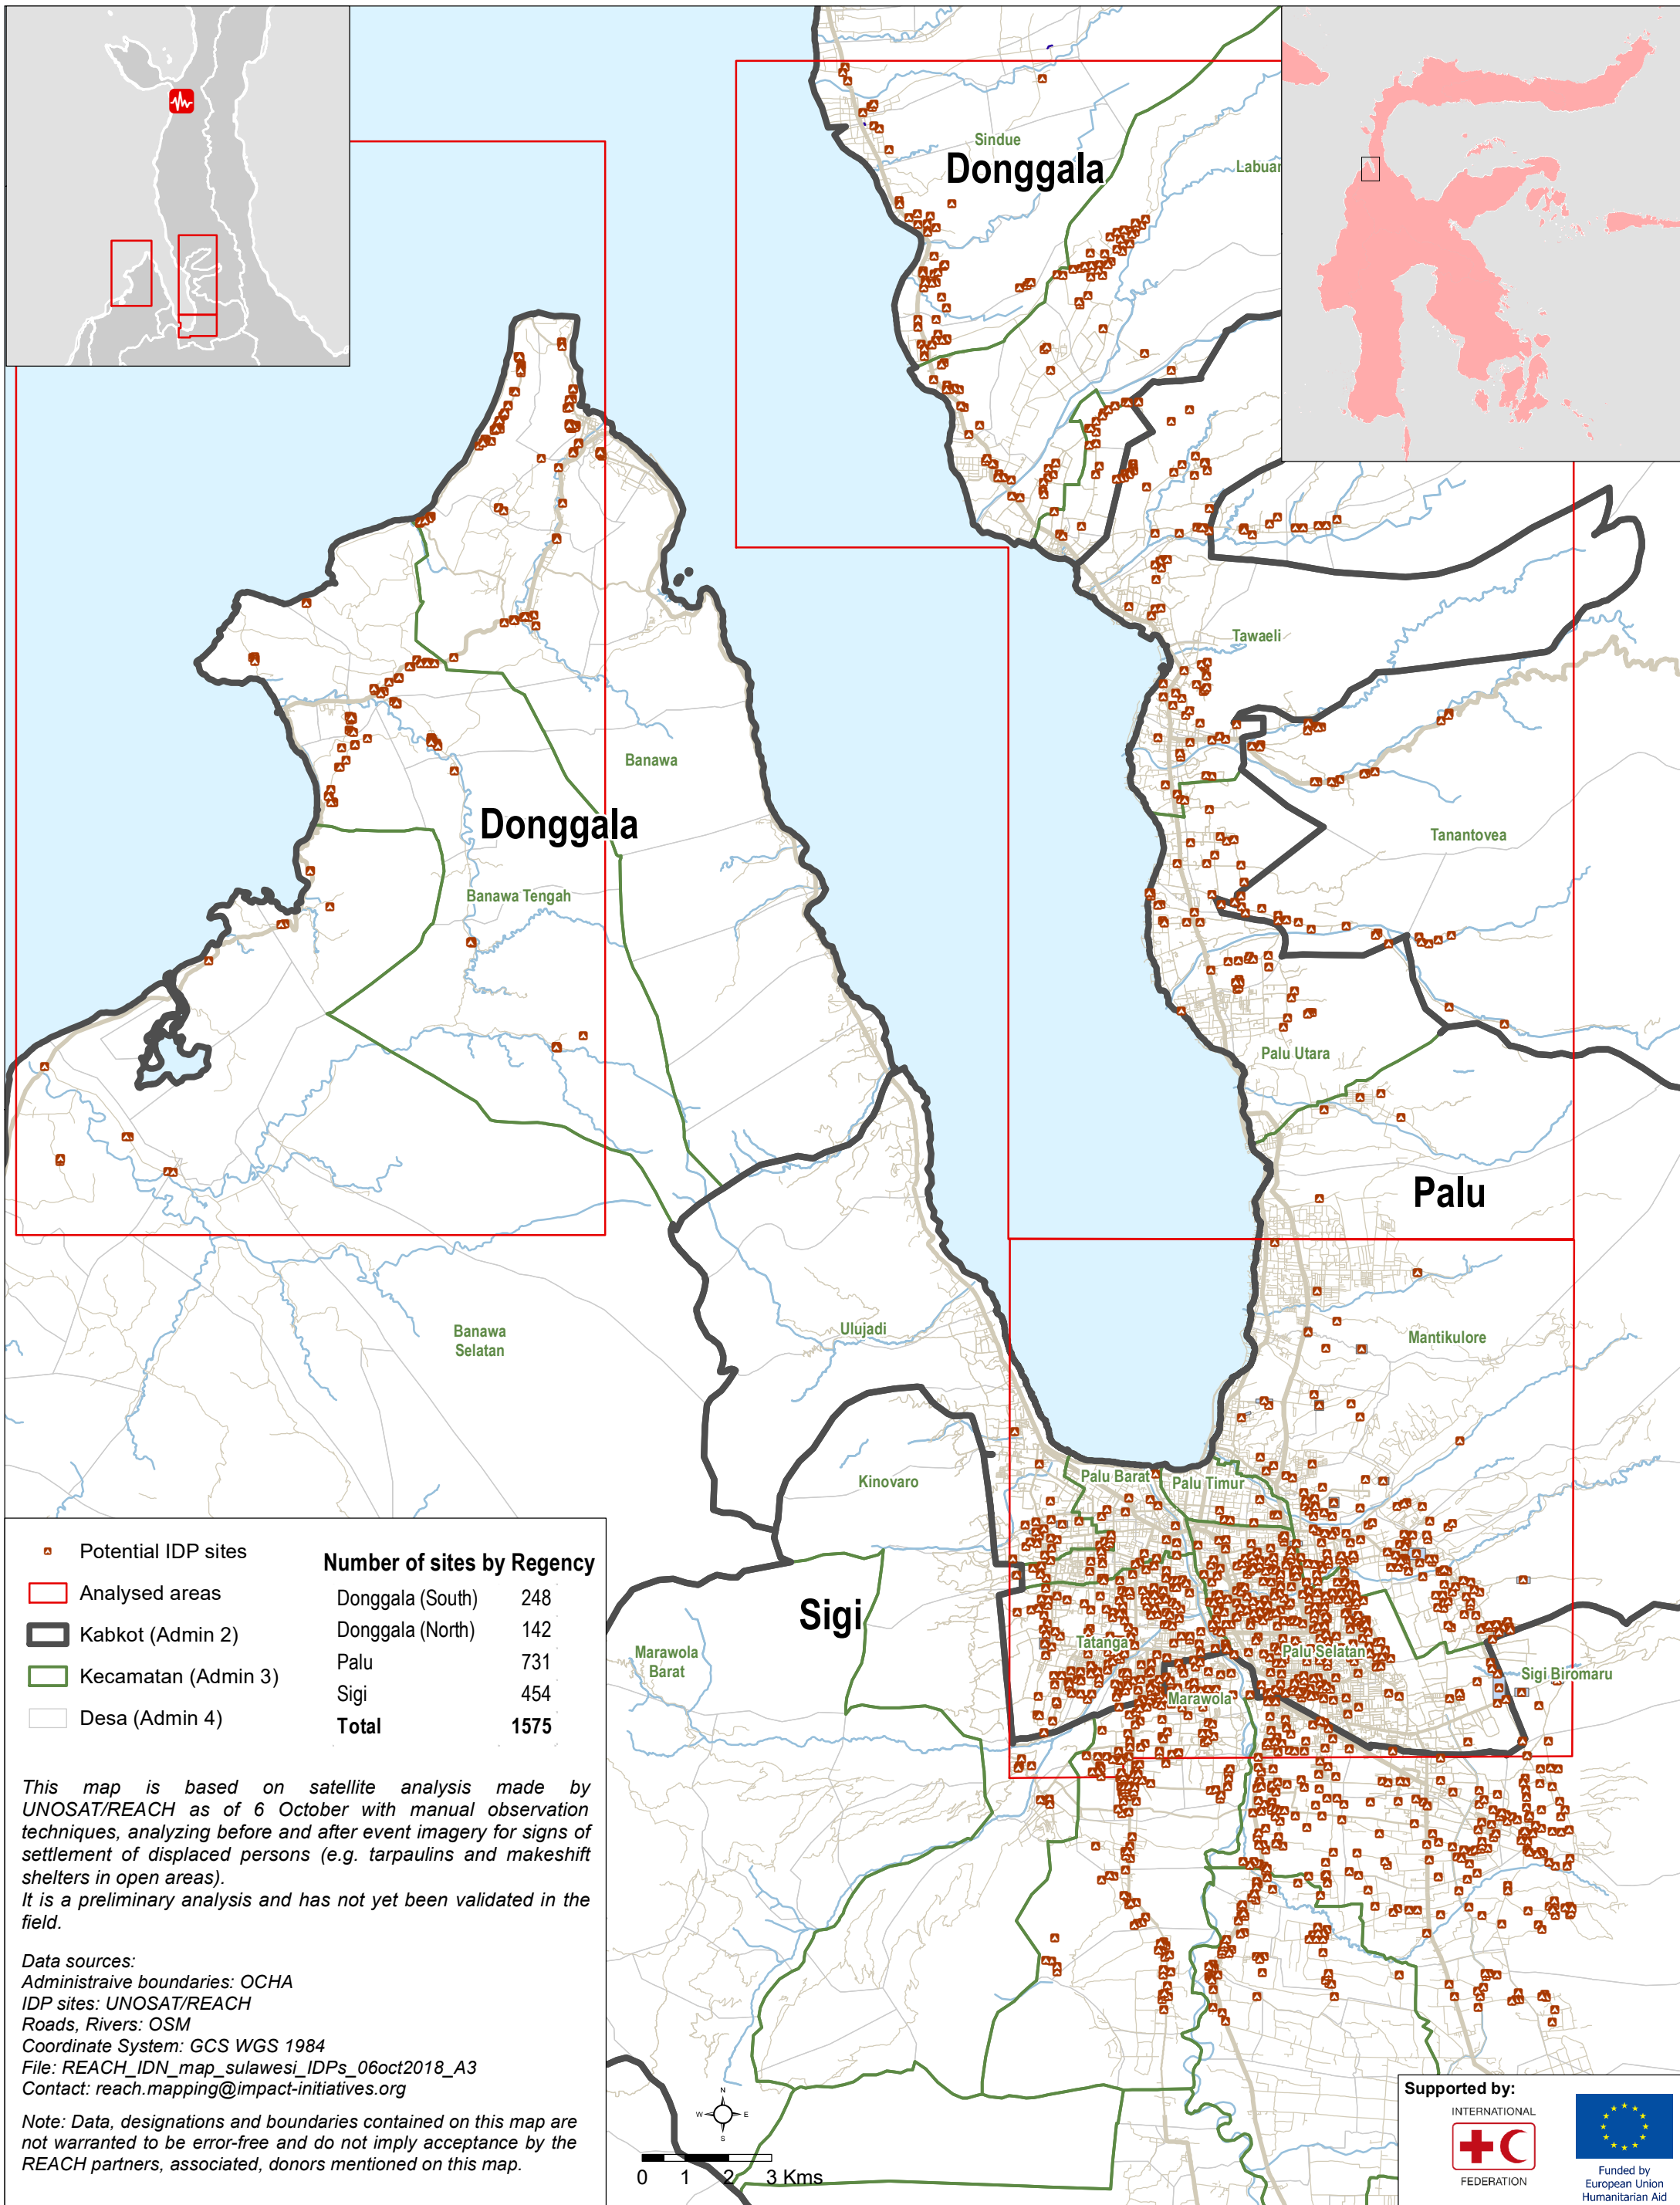 Sindue
Donggala
Labuan
Tawaeli
Banawa
Donggala
Tanantovea
Banawa Tengah
Palu Utara
Palu
Ulujadi
Banawa
Selatan
Mantikulore
Kinovaro
Palu Barat
Palu Timur
Sigi
Tatanga
Palu Selatan
Marawola
Barat
Marawola
Sigi Biromaru
Potential IDP sites
Analysed areas
Kabkot (Admin 2)
Kecamatan (Admin 3)
Desa (Admin 4)
Number of sites by Regency
Donggala (South) 248
Donggala (North) 142
Palu 731
Sigi 454
Total 1575
This map is based on satellite analysis made by
UNOSAT/REACH as of 6 October with manual observation
techniques, analyzing before and after event imagery for signs of
settlement of displaced persons (e.g. tarpaulins and makeshift
shelters in open areas).
It is a preliminary analysis and has not yet been validated in the
field.
Data sources:
Administraive boundaries: OCHA
IDP sites: UNOSAT/REACH
Roads, Rivers: OSM
Coordinate System: GCS WGS 1984
File: REACH_IDN_map_sulawesi_IDPs_06oct2018_A3
Contact: reach.mapping@impact-initiatives.org
Note: Data, designations and boundaries contained on this map are
not warranted to be error-free and do not imply acceptance by the
REACH partners, associated, donors mentioned on this map.
N
W E
S
0 1 2 3 Kms
Supported by:
INTERNATIONAL
FEDERATION
Funded by
European Union
Humanitarian Aid